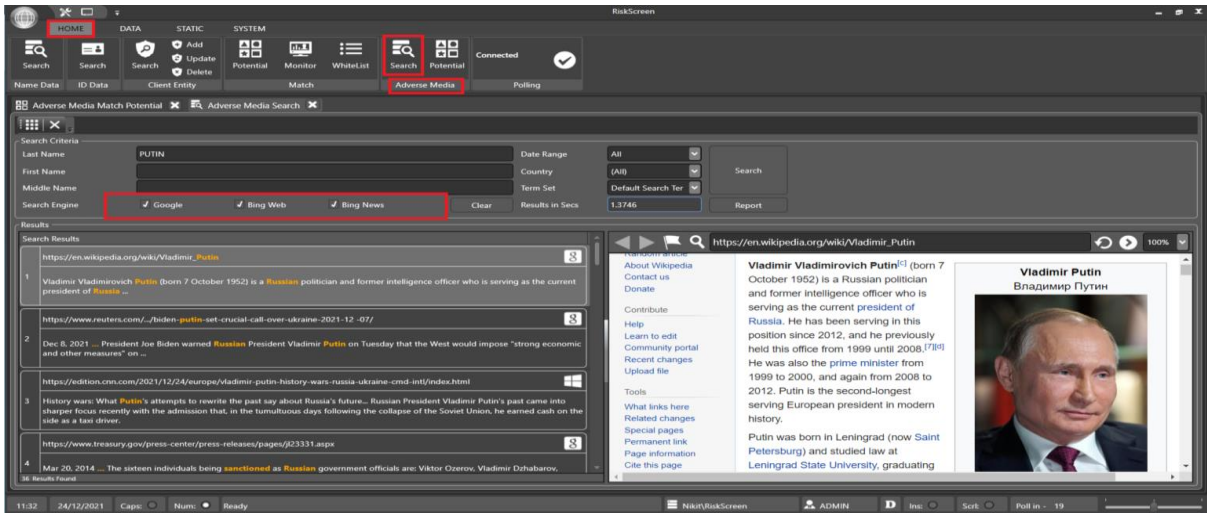 RiskScreen
HOME DATA STATIC SYSTEM
Search
Name Data
Search
ID Data
Search
Add
Update
Delete
Client Entity
Potential Monitor WhiteList
Match
Search Potential
Adverse Media
Connected
Polling
Adverse Media Match Potential Adverse Media Search
Search Criteria
Last Name PUTIN Date Range All
First Name Country (All) Search
Middle Name Term Set Default Search Ter
Search Engine Google Bing Web Bing News Clear Results in Secs 1.3746 Report
Results
Search Results
1
https://en.wikipedia.org/wiki/Vladimir_Putin
Vladimir Vladimirovich Putin (born 7 October 1952) is a Russian politician and former intelligence officer who is serving as the current
president of Russia ...
2
https://www.reuters.com/.../biden-putin-set-crucial-call-over-ukraine-2021-12 -07/
Dec 8, 2021 ... President Joe Biden warned Russian President Vladimir Putin on Tuesday that the West would impose "strong economic
and other measures" on ...
3
https://edition.cnn.com/2021/12/24/europe/vladimir-putin-history-wars-russia-ukraine-cmd-intl/index.html
History wars: What Putin's attempts to rewrite the past say about Russia's future... Russian President Vladimir Putin's past came into
sharper focus recently with the admission that, in the tumultuous days following the collapse of the Soviet Union, he earned cash on the
side as a taxi driver.
4
https://www.treasury.gov/press-center/press-releases/pages/jl23331.aspx
Mar 20, 2014 ... The sixteen individuals being sanctioned as Russian government officials are: Viktor Ozerov, Vladimir Dzhabarov,
36 Results Found
https://en.wikipedia.org/wiki/Vladimir_Putin 100%
Random article
About Wikipedia
Contact us
Donate
Contribute
Help
Learn to edit
Community portal
Recent changes
Upload file
Tools
What links here
Related changes
Special pages
Permanent link
Page information
Cite this page
Vladimir Vladimirovich Putin[c] (born 7
October 1952) is a Russian politician
and former intelligence officer who is
serving as the current president of
Russia. He has been serving in this
position since 2012, and he previously
held this office from 1999 until 2008.[7][d]
He was also the prime minister from
1999 to 2000, and again from 2008 to
2012. Putin is the second-longest
serving European president in modern
history.
Putin was born in Leningrad (now Saint
Petersburg) and studied law at
Leningrad State University, graduating
Vladimir Putin
Владимир Путин
11:32 24/12/2021 Caps: Num: Ready Nikit\RiskScreen ADMIN D Ins: Scrl: Poll in - 19